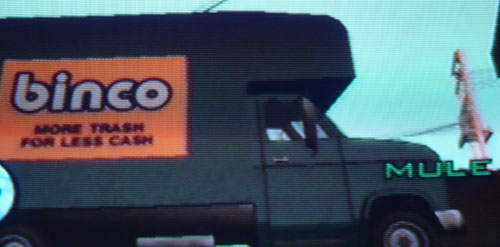 binco
MORE TRASH
FOR LESS CASH
MULE